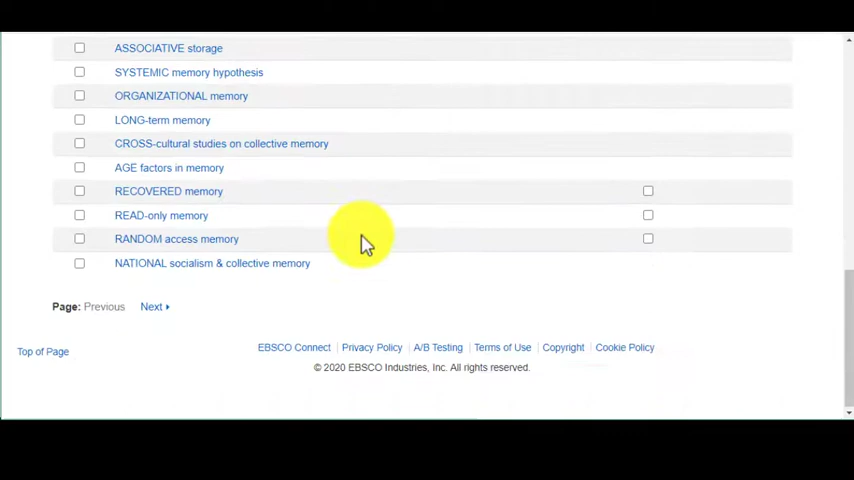 ASSOCIATIVE storage
SYSTEMIC memory hypothesis
ORGANIZATIONAL memory
LONG-term memory
CROSS-cultural studies on collective memory
AGE factors in memory
RECOVERED memory
READ-only memory
RANDOM access memory
NATIONAL socialism & collective memory
Page: Previous Next
Top of Page
EBSCO Connect Privacy Policy A/B Testing Terms of Use Copyright Cookie Policy
© 2020 EBSCO Industries, Inc. All rights reserved.